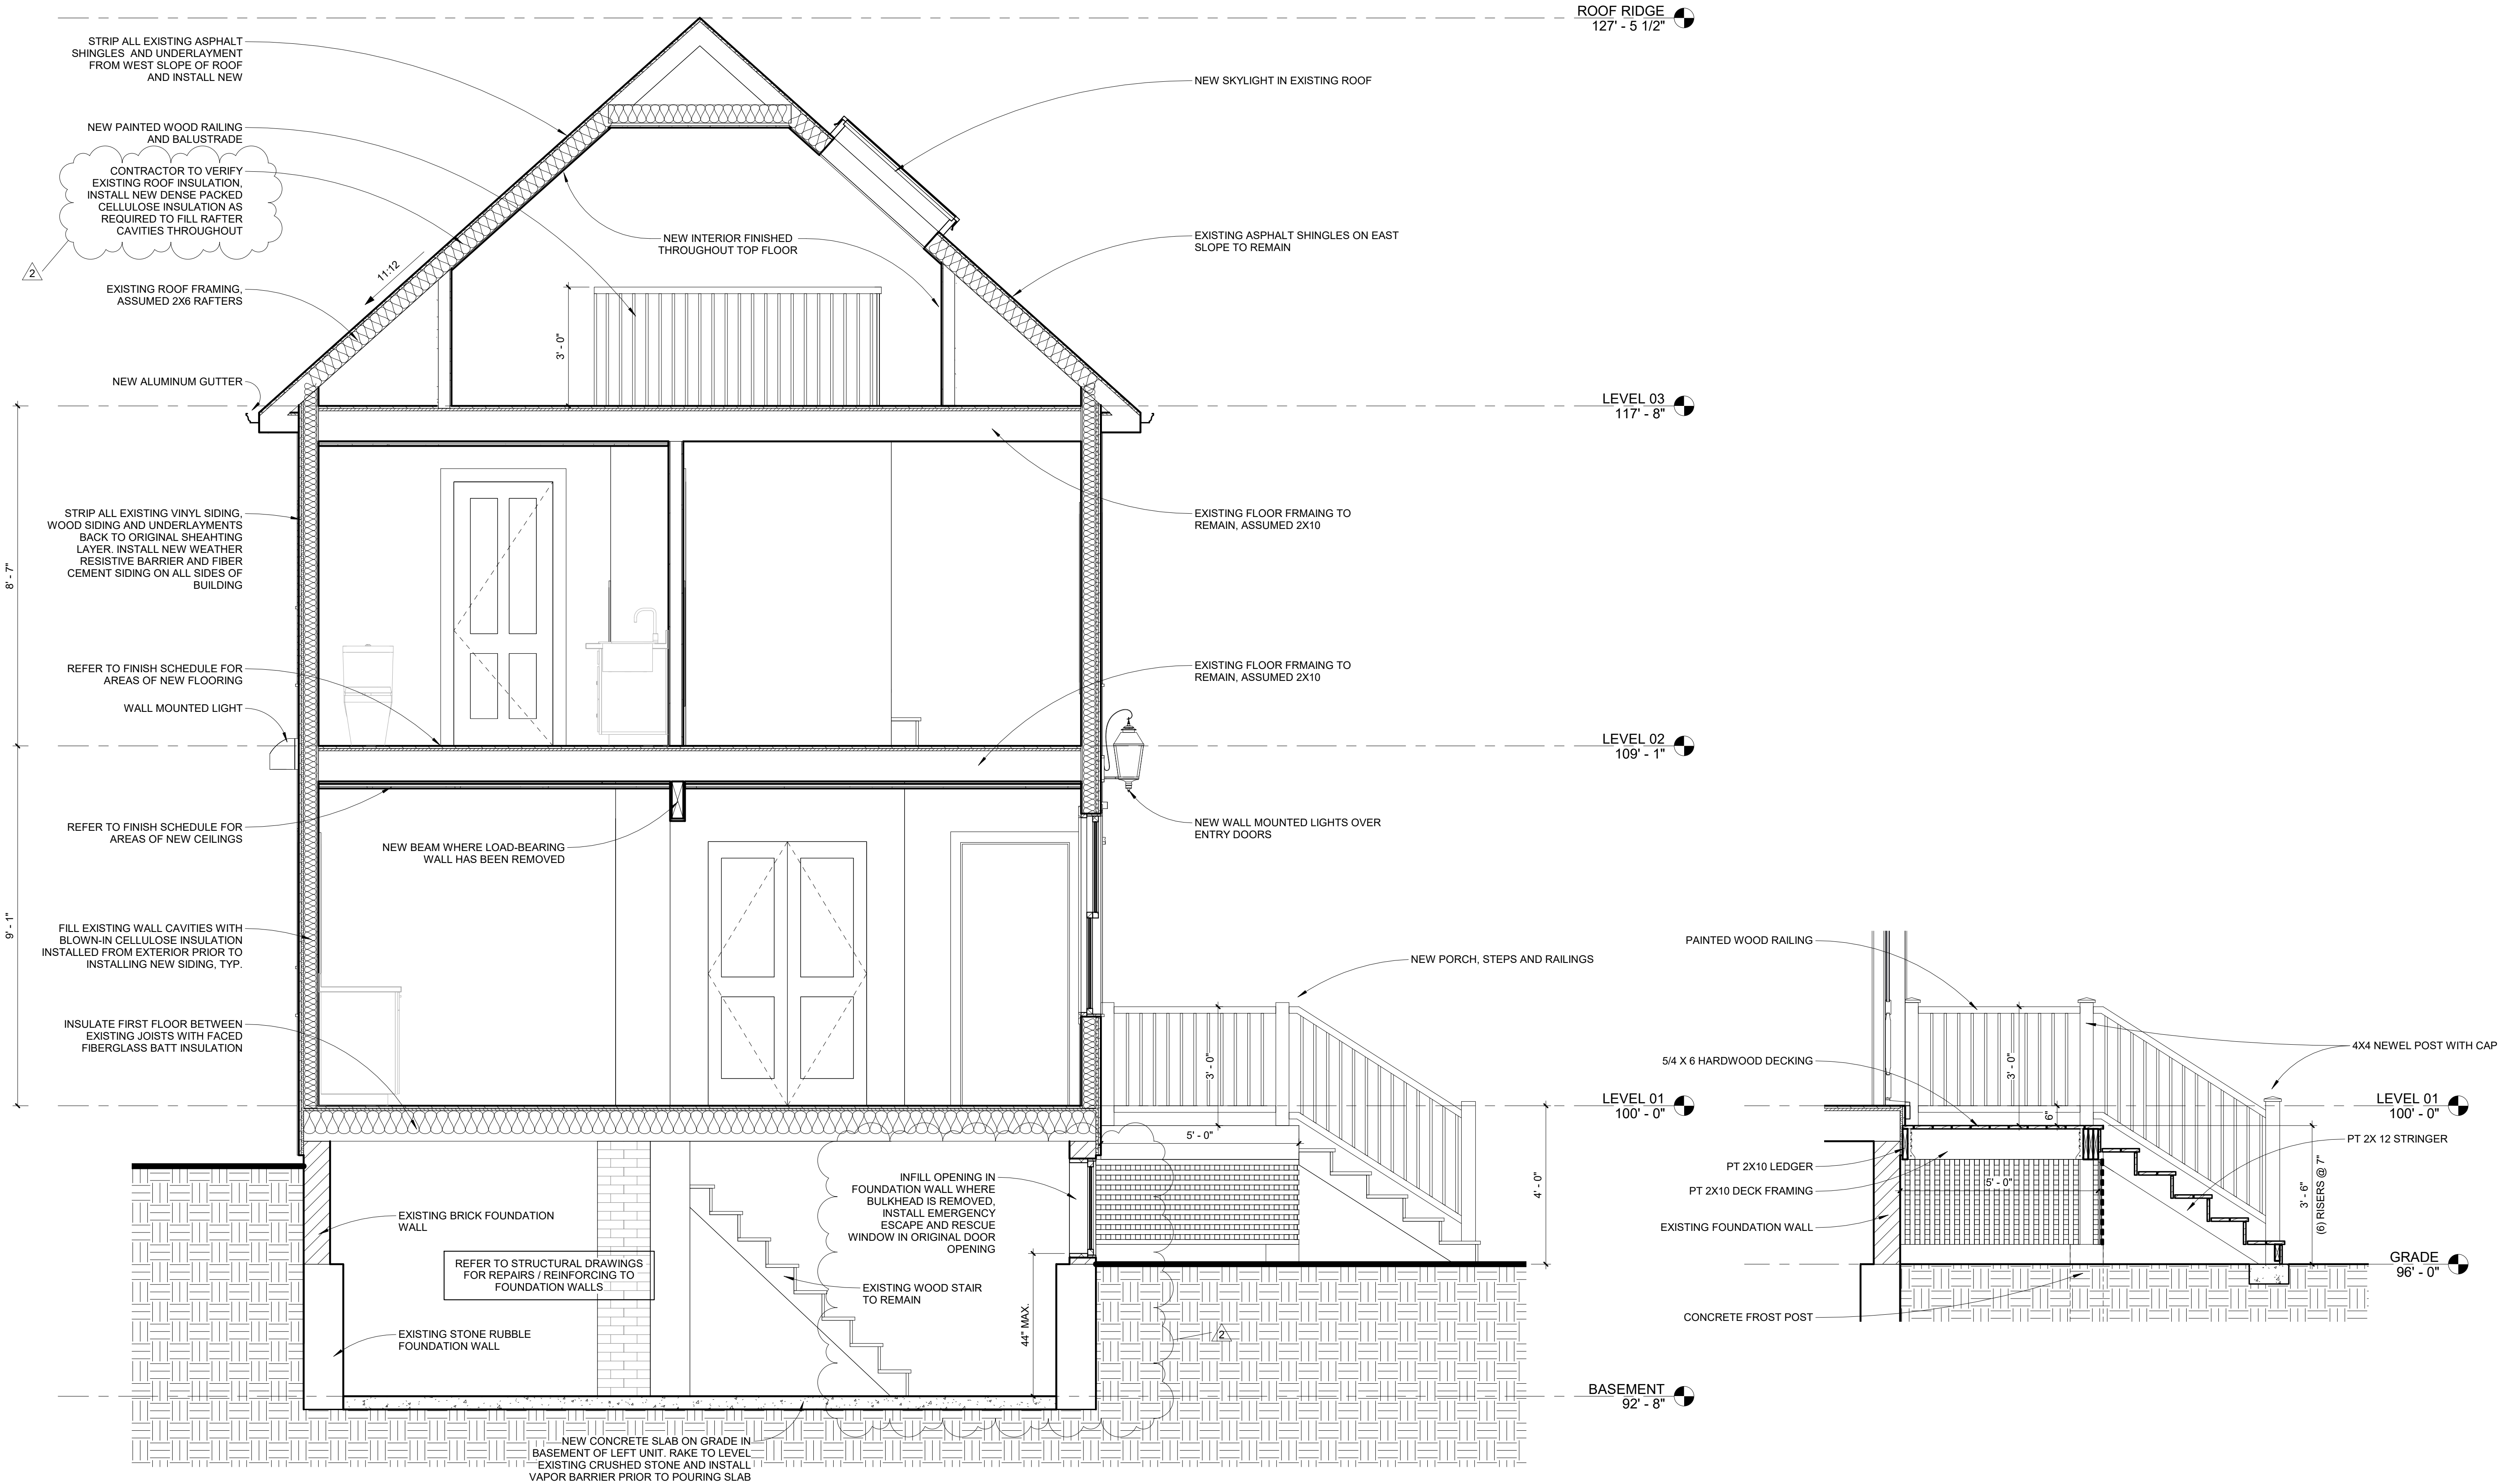 ROOF RIDGE
127' - 5 1/2"
STRIP ALL EXISTING ASPHALT
SHINGLES AND UNDERLAYMENT
FROM WEST SLOPE OF ROOF
AND INSTALL NEW
NEW SKYLIGHT IN EXISTING ROOF
NEW PAINTED WOOD RAILING
AND BALUSTRADE
CONTRACTOR TO VERIFY
EXISTING ROOF INSULATION,
INSTALL NEW DENSE PACKED
CELLULOSE INSULATION AS
REQUIRED TO FILL RAFTER
CAVITIES THROUGHOUT
2
11:12
NEW INTERIOR FINISHED
THROUGHOUT TOP FLOOR
EXISTING ASPHALT SHINGLES ON EAST
SLOPE TO REMAIN
EXISTING ROOF FRAMING,
ASSUMED 2X6 RAFTERS
3' - 0"
NEW ALUMINUM GUTTER
LEVEL 03
117' - 8"
STRIP ALL EXISTING VINYL SIDING,
WOOD SIDING AND UNDERLAYMENTS
BACK TO ORIGINAL SHEAHTING
LAYER. INSTALL NEW WEATHER
RESISTIVE BARRIER AND FIBER
CEMENT SIDING ON ALL SIDES OF
BUILDING
8' - 7"
EXISTING FLOOR FRMAING TO
REMAIN, ASSUMED 2X10
REFER TO FINISH SCHEDULE FOR
AREAS OF NEW FLOORING
EXISTING FLOOR FRMAING TO
REMAIN, ASSUMED 2X10
WALL MOUNTED LIGHT
LEVEL 02
109' - 1"
REFER TO FINISH SCHEDULE FOR
AREAS OF NEW CEILINGS
NEW BEAM WHERE LOAD-BEARING
WALL HAS BEEN REMOVED
NEW WALL MOUNTED LIGHTS OVER
ENTRY DOORS
9' - 1"
FILL EXISTING WALL CAVITIES WITH
BLOWN-IN CELLULOSE INSULATION
INSTALLED FROM EXTERIOR PRIOR TO
INSTALLING NEW SIDING, TYP.
NEW PORCH, STEPS AND RAILINGS
INSULATE FIRST FLOOR BETWEEN
EXISTING JOISTS WITH FACED
FIBERGLASS BATT INSULATION
3' - 0"
5' - 0"
LEVEL 01
100' - 0"
4' - 0"
INFILL OPENING IN
FOUNDATION WALL WHERE
BULKHEAD IS REMOVED,
INSTALL EMERGENCY
ESCAPE AND RESCUE
WINDOW IN ORIGINAL DOOR
OPENING
EXISTING BRICK FOUNDATION
WALL
REFER TO STRUCTURAL DRAWINGS
FOR REPAIRS / REINFORCING TO
FOUNDATION WALLS
EXISTING WOOD STAIR
TO REMAIN
44" MAX.
2
EXISTING STONE RUBBLE
FOUNDATION WALL
BASEMENT
92' - 8"
NEW CONCRETE SLAB ON GRADE IN
BASEMENT OF LEFT UNIT. RAKE TO LEVEL
EXISTING CRUSHED STONE AND INSTALL
VAPOR BARRIER PRIOR TO POURING SLAB
PAINTED WOOD RAILING
5/4 X 6 HARDWOOD DECKING
3' - 0"
6"
4X4 NEWEL POST WITH CAP
LEVEL 01
100' - 0"
PT 2X 12 STRINGER
PT 2X10 LEDGER
PT 2X10 DECK FRAMING
5' - 0"
EXISTING FOUNDATION WALL
3' - 6"
(6) RISERS @ 7"
GRADE
96' - 0"
CONCRETE FROST POST